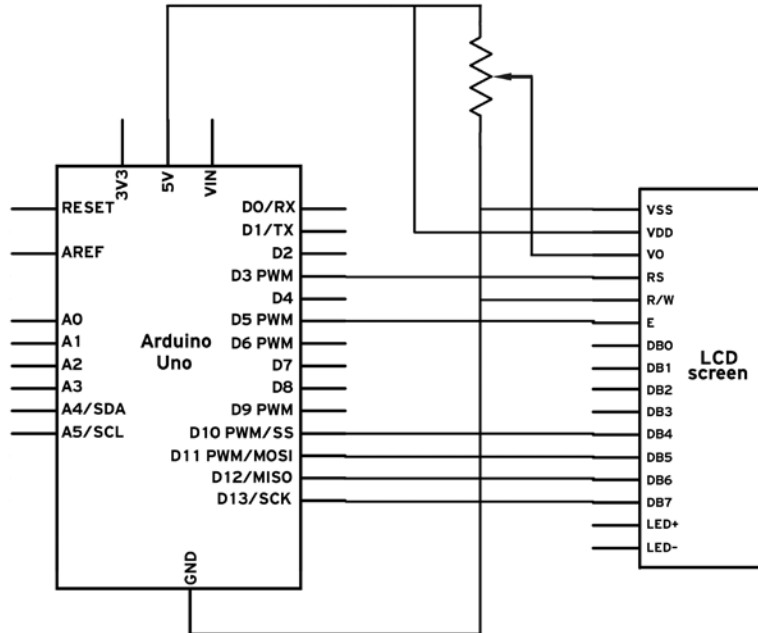 3V3
5V
VIN
RESET
AREF
A0
A1
A2
A3
A4/SDA
A5/SCL
Arduino
Uno
D0/RX
D1/TX
D2
D3 PWM
D4
D5 PWM
D6 PWM
D7
D8
D9 PWM
D10 PWM/SS
D11 PWM/MOSI
D12/MISO
D13/SCK
GND
VSS
VDD
VO
RS
R/W
E
DB0
DB1
DB2
DB3
DB4
DB5
DB6
DB7
LED+
LED-
LCD
screen